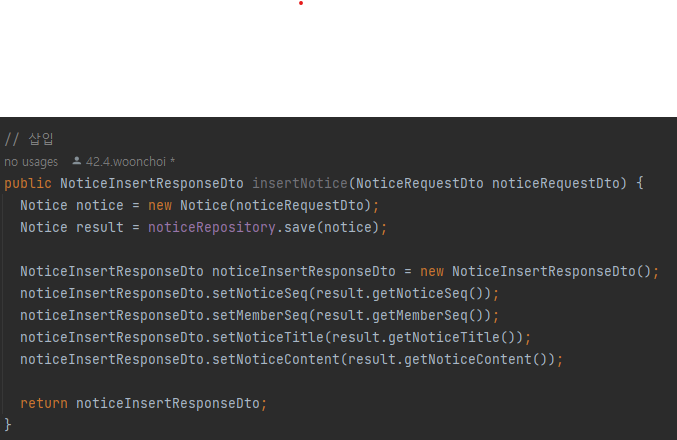 // 삽입
no usages 42.4.woonchoi *
public NoticeInsertResponseDto insertNotice(NoticeRequestDto noticeRequestDto) {
Notice notice = new Notice(noticeRequestDto);
Notice result = noticeRepository.save(notice);
NoticeInsertResponseDto noticeInsertResponseDto = new NoticeInsertResponseDto();
noticeInsertResponseDto.setNoticeSeq(result.getNoticeSeq());
noticeInsertResponseDto.setMemberSeq(result.getMemberSeq());
noticeInsertResponseDto.setNoticeTitle(result.getNoticeTitle());
noticeInsertResponseDto.setNoticeContent(result.getNoticeContent());
return noticeInsertResponseDto;
}